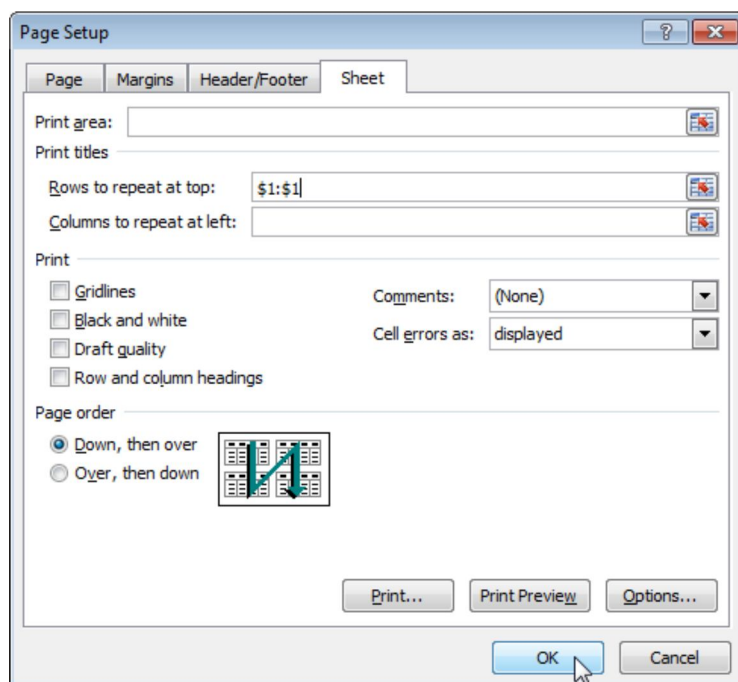 Page Setup
Page Margins Header/Footer Sheet
Print area:
Print titles
Rows to repeat at top: $1:$1
Columns to repeat at left:
Print
Gridlines
Comments: (None)
Black and white
Cell errors as: displayed
Draft quality
Row and column headings
Page order
Down, then over
Over, then down
Print... Print Preview Options...
OK Cancel